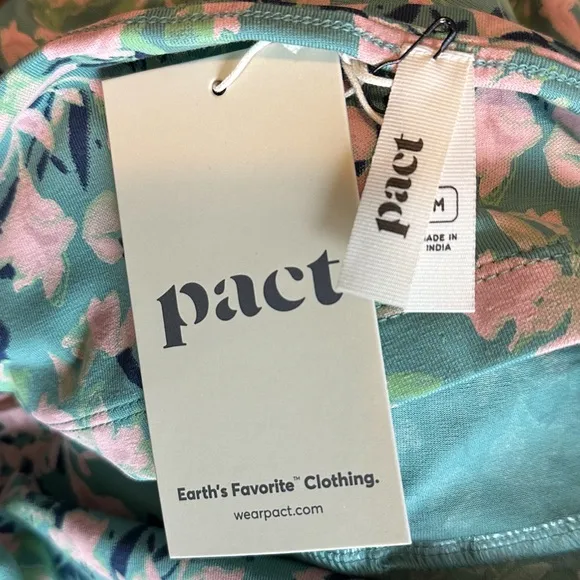 pact
Earth's Favorite™ Clothing.
wearpact.com
pact
M
MADE IN
INDIA